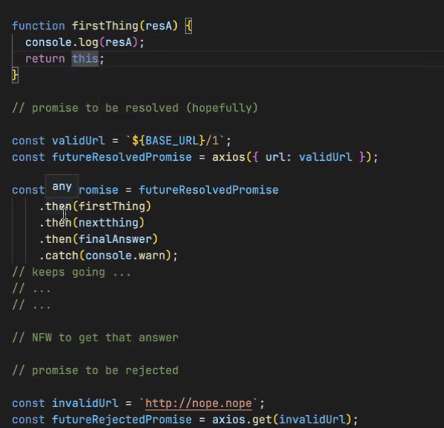 function firstThing(resA) {
console.log(resA);
return this;
}
// promise to be resolved (hopefully)
const validUrl = `${BASE_URL}/1`;
const futureResolvedPromise = axios({ url: validUrl });
any
const omise = futureResolvedPromise
.then(firstThing)
.then(nextthing)
.then(finalAnswer)
.catch(console.warn);
// keeps going ...
// ...
// ...
// NFW to get that answer
// promise to be rejected
const invalidUrl = `http://nope.nope`;
const futureRejectedPromise = axios.get(invalidUrl);